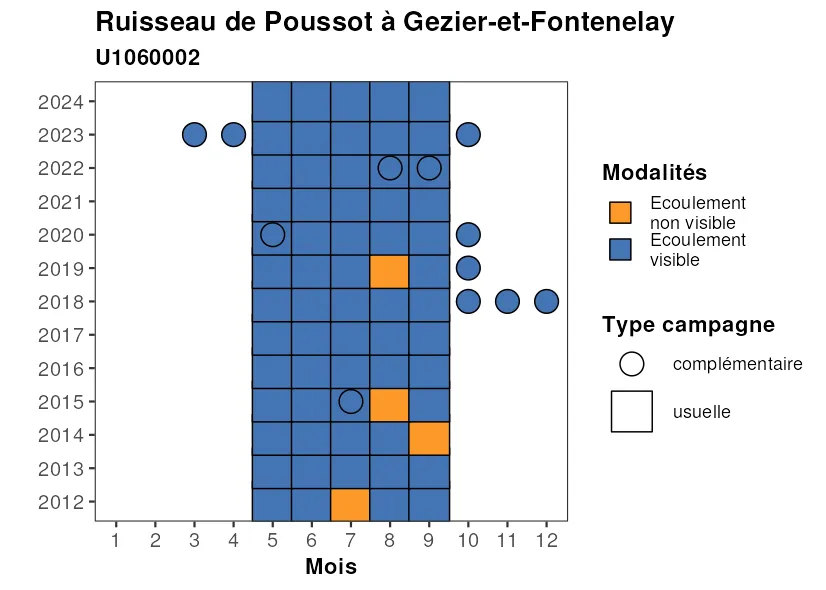 Ruisseau de Poussot à Gezier-et-Fontenelay
U1060002
2024
2023
2022
2021
2020
2019
2018
2017
2016
2015
2014
2013
2012
1 2 3 4 5 6 7 8 9 10 11 12
Mois
Modalités
Ecoulement
non visible
Ecoulement
visible
Type campagne
complémentaire
usuelle